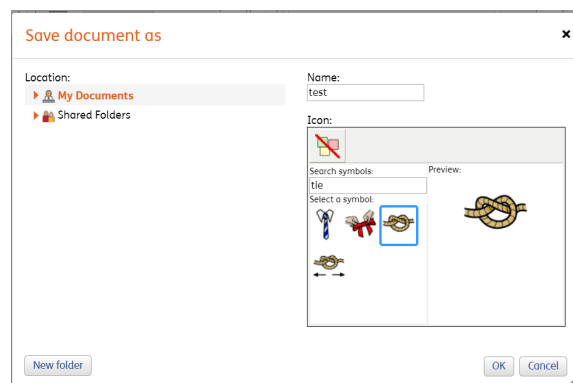 Save document as
Location:
My Documents
Shared Folders
Name:
test
Icon:
Search symbols:
tie
Select a symbol:
Preview:
New folder
OK
Cancel